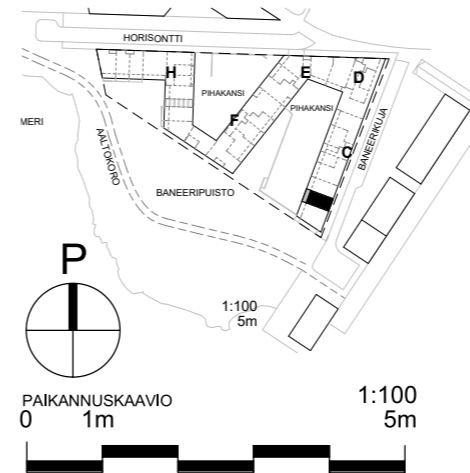 HORISONTTI
H
E
D
PIHAKANSI
PIHAKANSI
MERI
AALTOKORO
F
C
BANEERIKUJA
BANEERIPUISTO
P
1:100
5m
PAIKANNUSKAAVIO
1:100
0 1m 5m